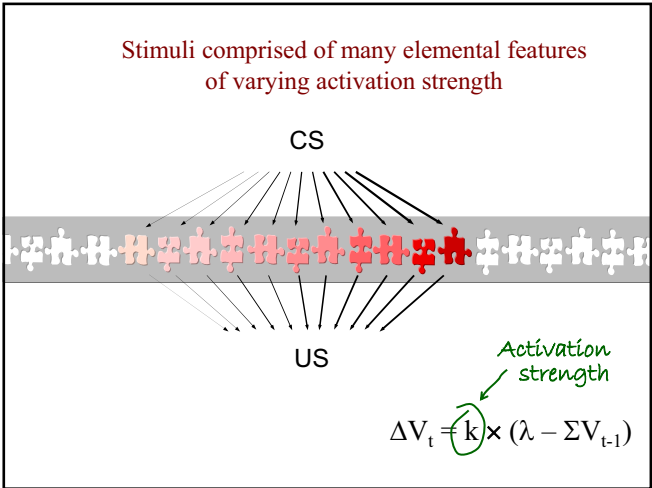 Stimuli comprised of many elemental features
of varying activation strength
CS
US
Activation
strength
ΔVₜ = k × (λ – ΣVₜ₋₁)